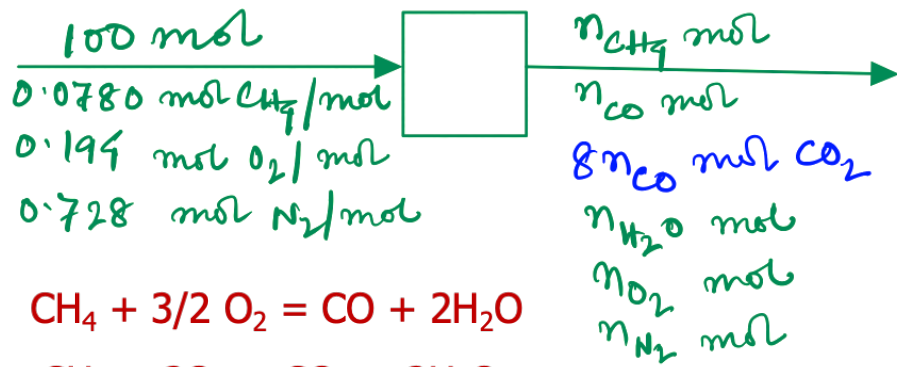 100 mol
0.0780 mol CH4/mol
0.194 mol O2/mol
0.728 mol N2/mol
nCH4 mol
nCO mol
8nCO mol CO2
nH2O mol
nO2 mol
nN2 mol
CH4 + 3/2 O2 = CO + 2H2O